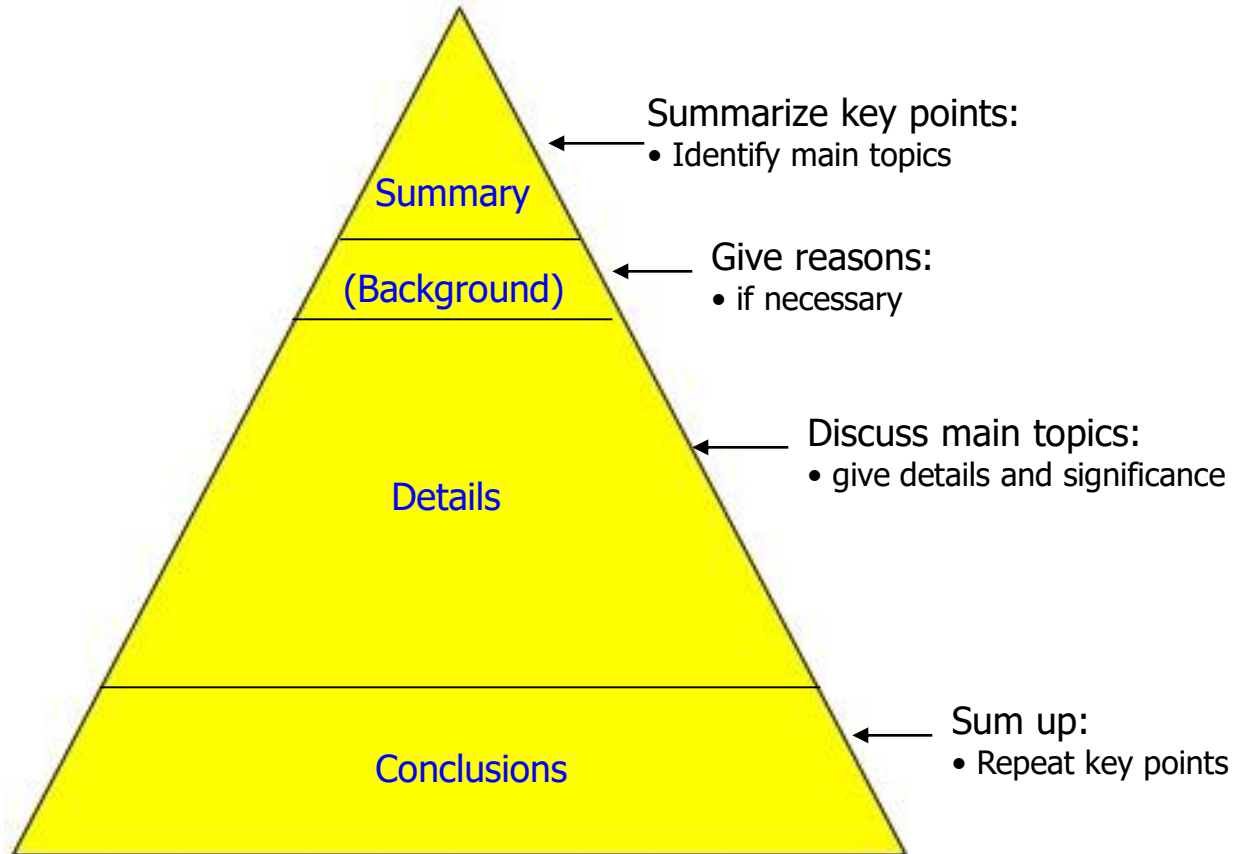 Summarize key points:
• Identify main topics
Summary
Give reasons:
• if necessary
(Background)
Discuss main topics:
• give details and significance
Details
Sum up:
• Repeat key points
Conclusions